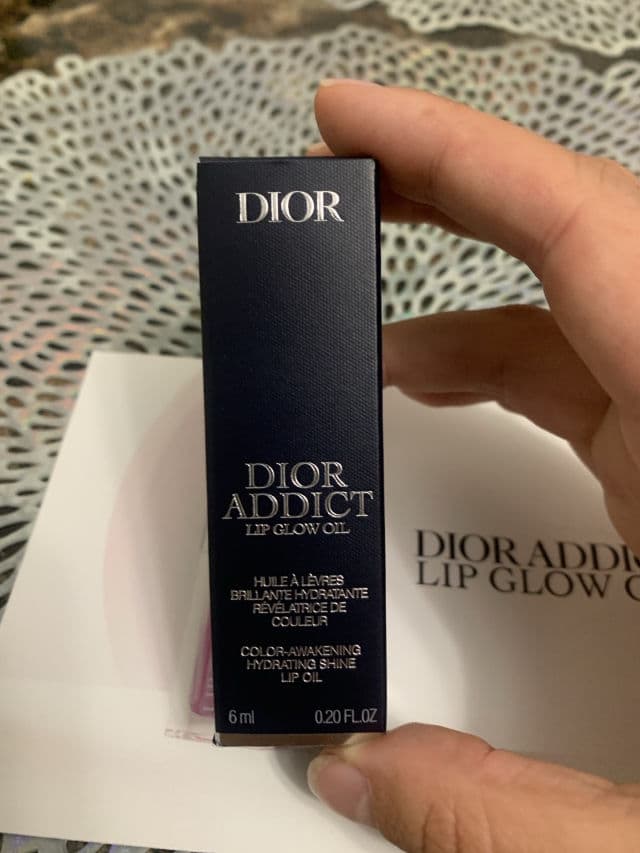 DIOR
DIOR
ADDICT
LIP GLOW OIL
HUILE À LÈVRES
BRILLANTE HYDRATANTE
RÉVÉLATRICE DE
COULEUR
COLOR-AWAKENING
HYDRATING SHINE
LIP OIL
6 ml 0.20 FL.OZ
DIOR ADDI
LIP GLOW O